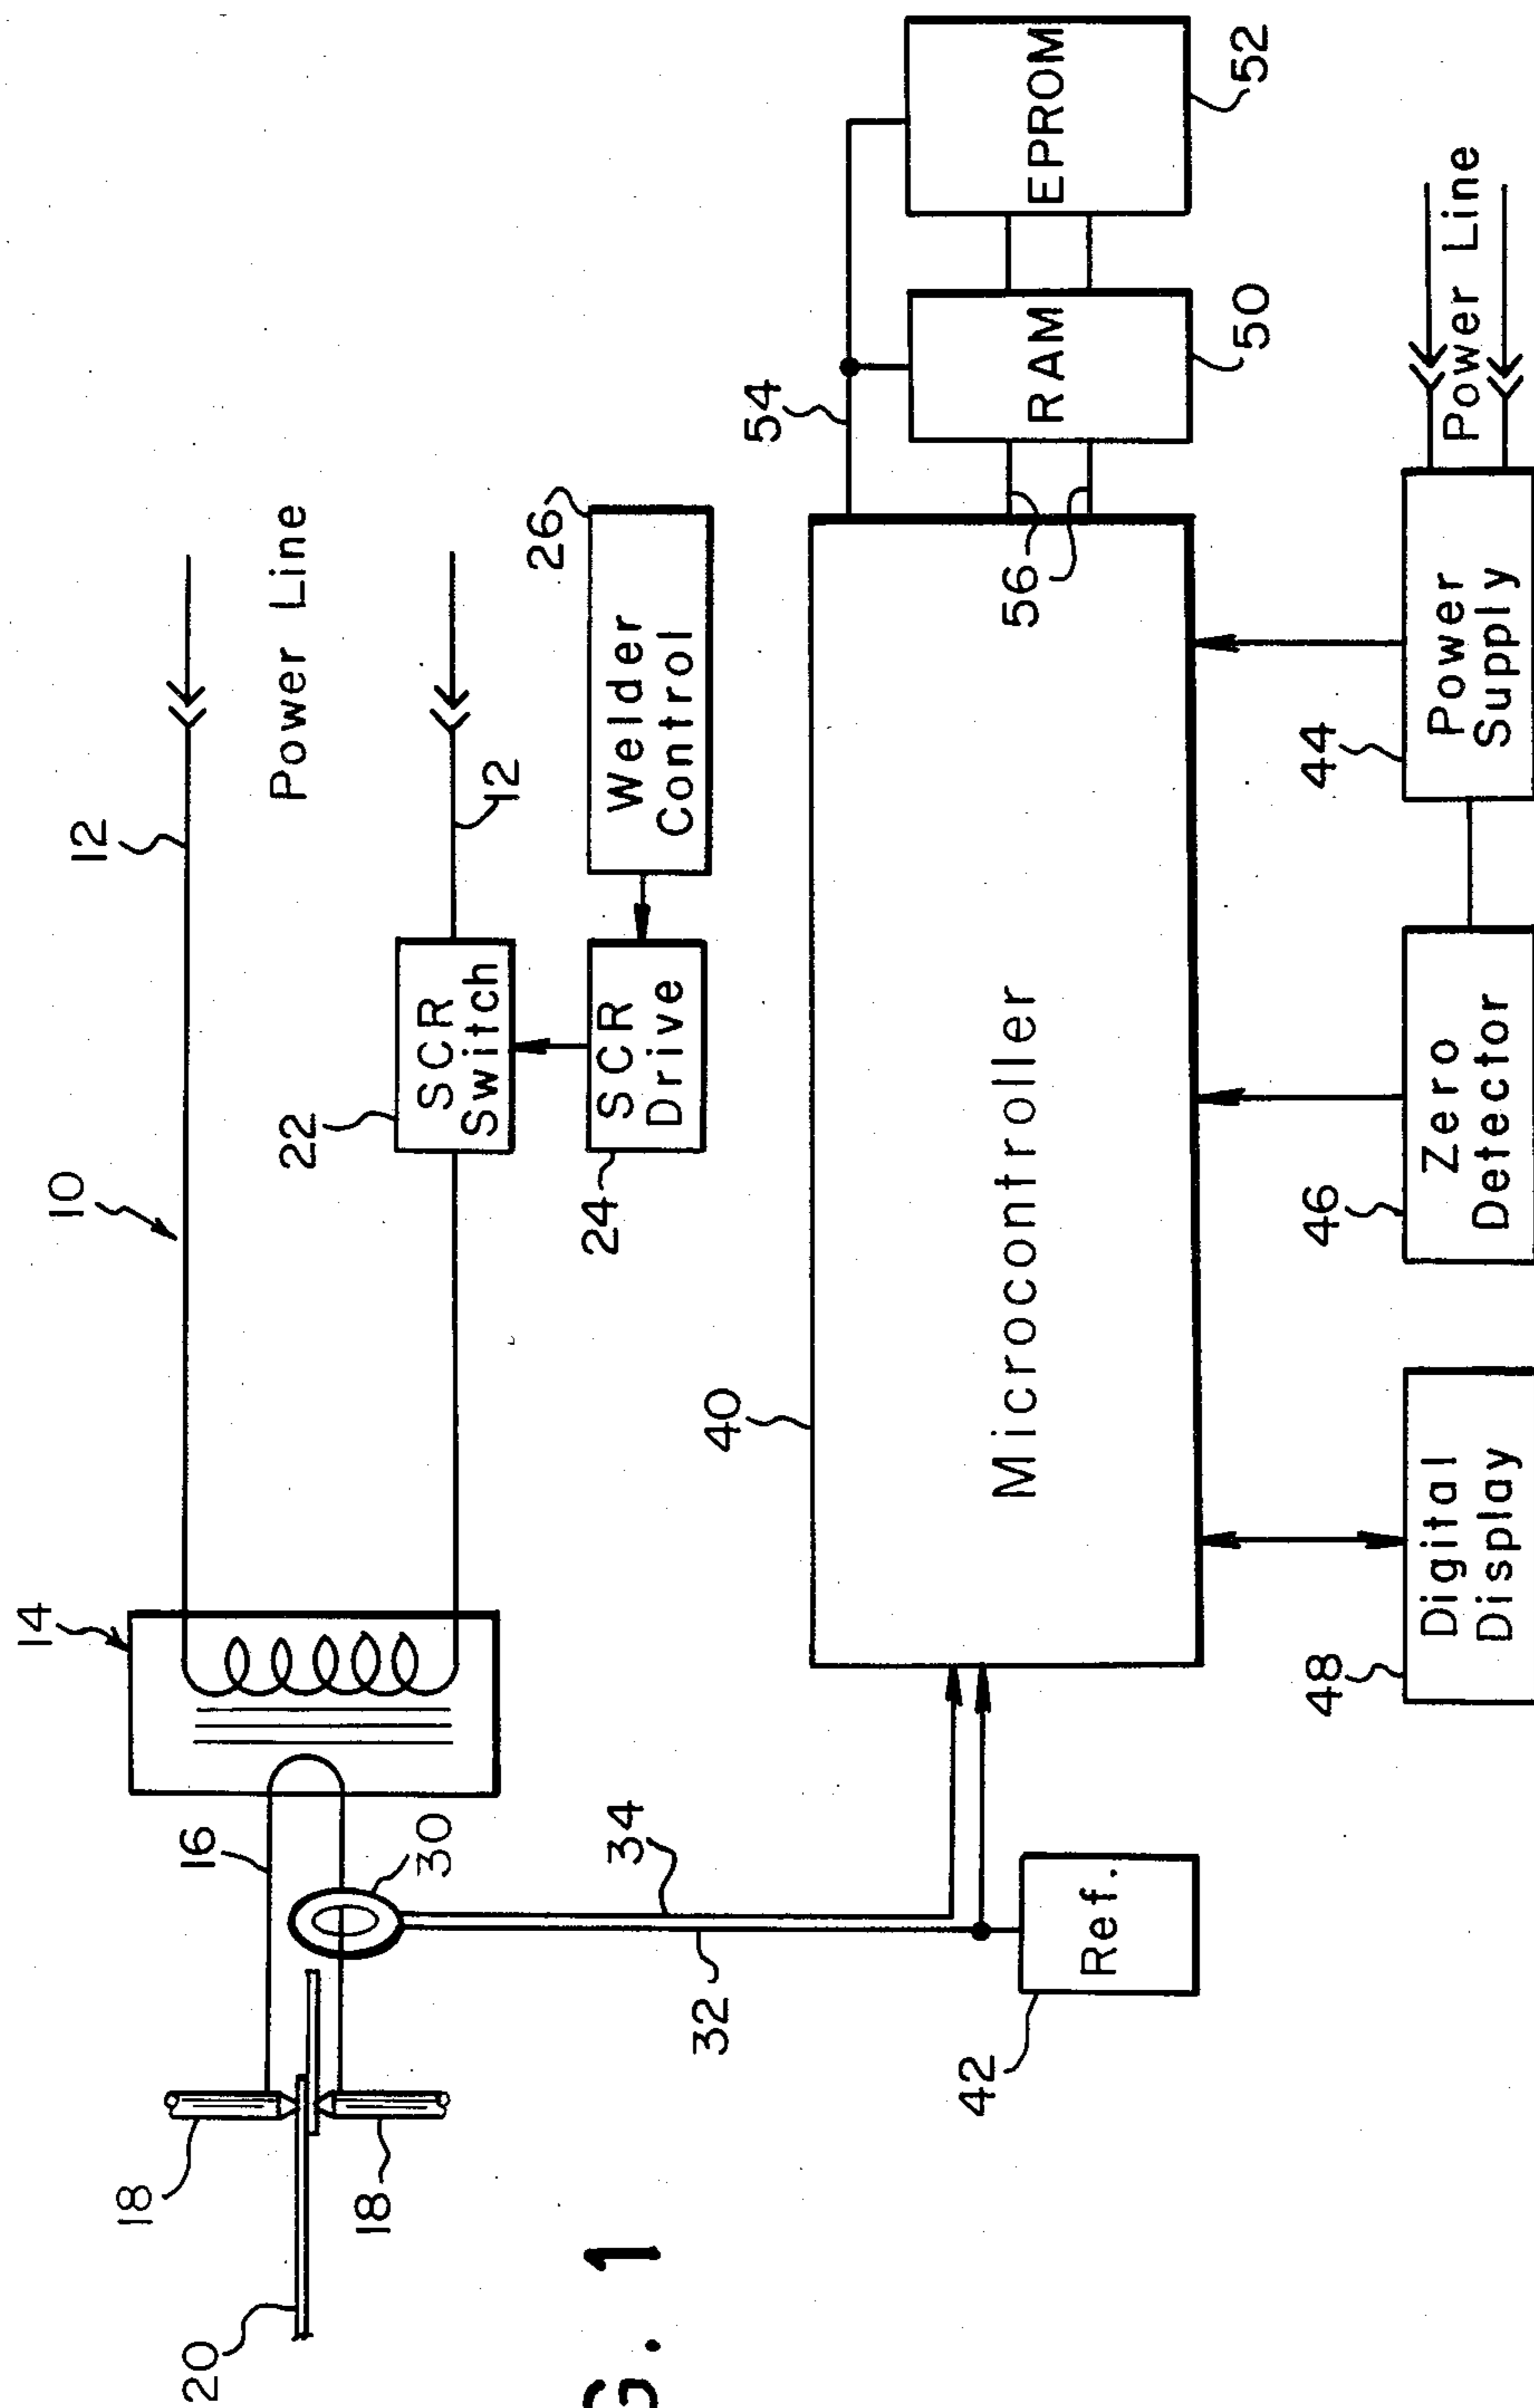 20
18
18
16
30
14
10
12
Power Line
12
22
SCR
Switch
24
SCR
Drive
26
Welder
Control
34
32
42
Ref.
40
Microcontroller
54
56
RAM
50
EPROM
52
48
Digital
Display
46
Zero
Detector
44
Power
Supply
Power Line
G. 1